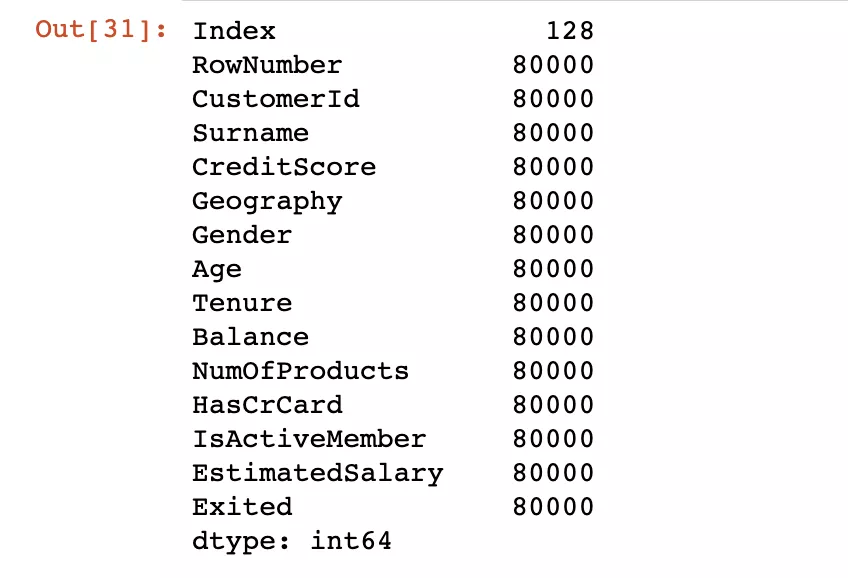 Out[31]: Index 128
RowNumber 80000
CustomerId 80000
Surname 80000
CreditScore 80000
Geography 80000
Gender 80000
Age 80000
Tenure 80000
Balance 80000
NumOfProducts 80000
HasCrCard 80000
IsActiveMember 80000
EstimatedSalary 80000
Exited 80000
dtype: int64